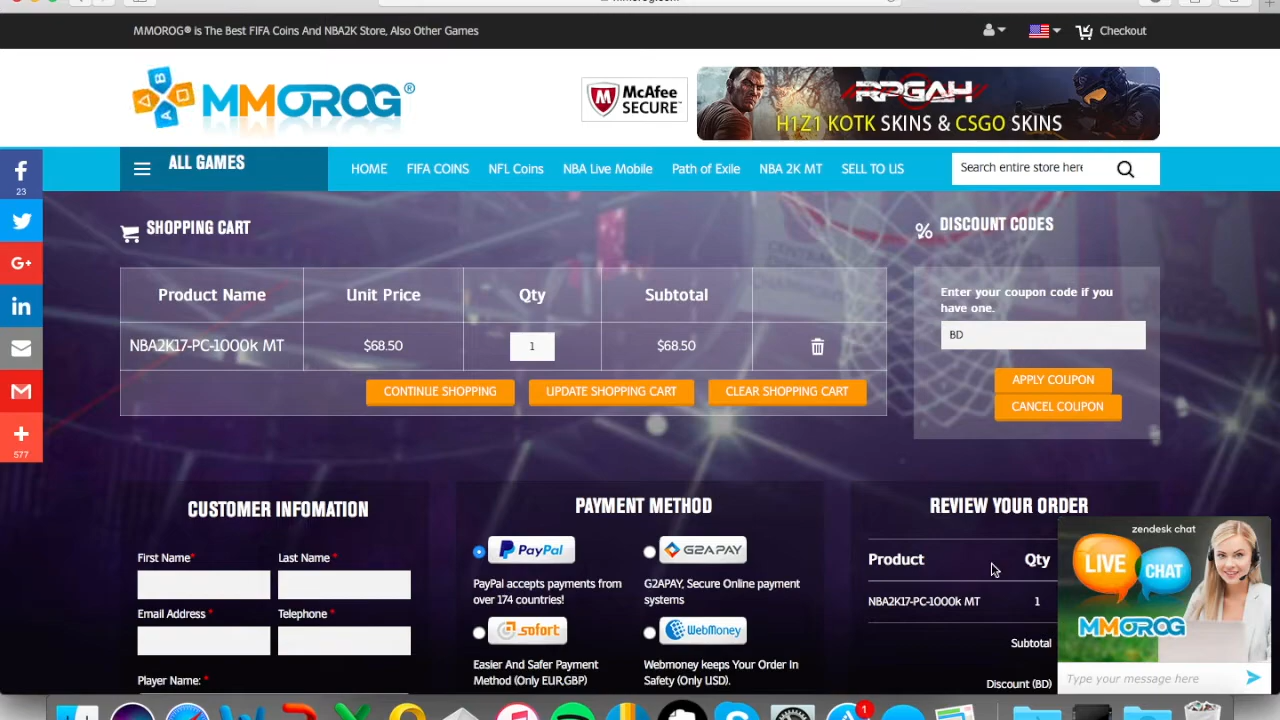 MMOROG® is The Best FIFA Coins And NBA2K Store, Also Other Games
Checkout
MMOROG®
McAfee
SECURE
RPGAH
H1Z1 KOTK SKINS & CSGO SKINS
ALL GAMES
HOME
FIFA COINS
NFL Coins
NBA Live Mobile
Path of Exile
NBA 2K MT
SELL TO US
Search entire store here
23
G+
in
577
SHOPPING CART
Product Name
Unit Price
Qty
Subtotal
NBA2K17-PC-1000k MT
$68.50
1
$68.50
CONTINUE SHOPPING
UPDATE SHOPPING CART
CLEAR SHOPPING CART
DISCOUNT CODES
Enter your coupon code if you
have one.
BD
APPLY COUPON
CANCEL COUPON
CUSTOMER INFOMATION
First Name*
Last Name *
Email Address *
Telephone *
Player Name: *
PAYMENT METHOD
PayPal
PayPal accepts payments from
over 174 countries!
G2A PAY
G2APAY, Secure Online payment
systems
sofort
Easier And Safer Payment
Method (Only EUR,GBP)
WebMoney
Webmoney keeps Your Order In
Safety (Only USD).
REVIEW YOUR ORDER
Product
Qty
NBA2K17-PC-1000k MT
1
Subtotal
Discount (BD)
zendesk chat
LIVE
CHAT
MMOROG
Type your message here
1